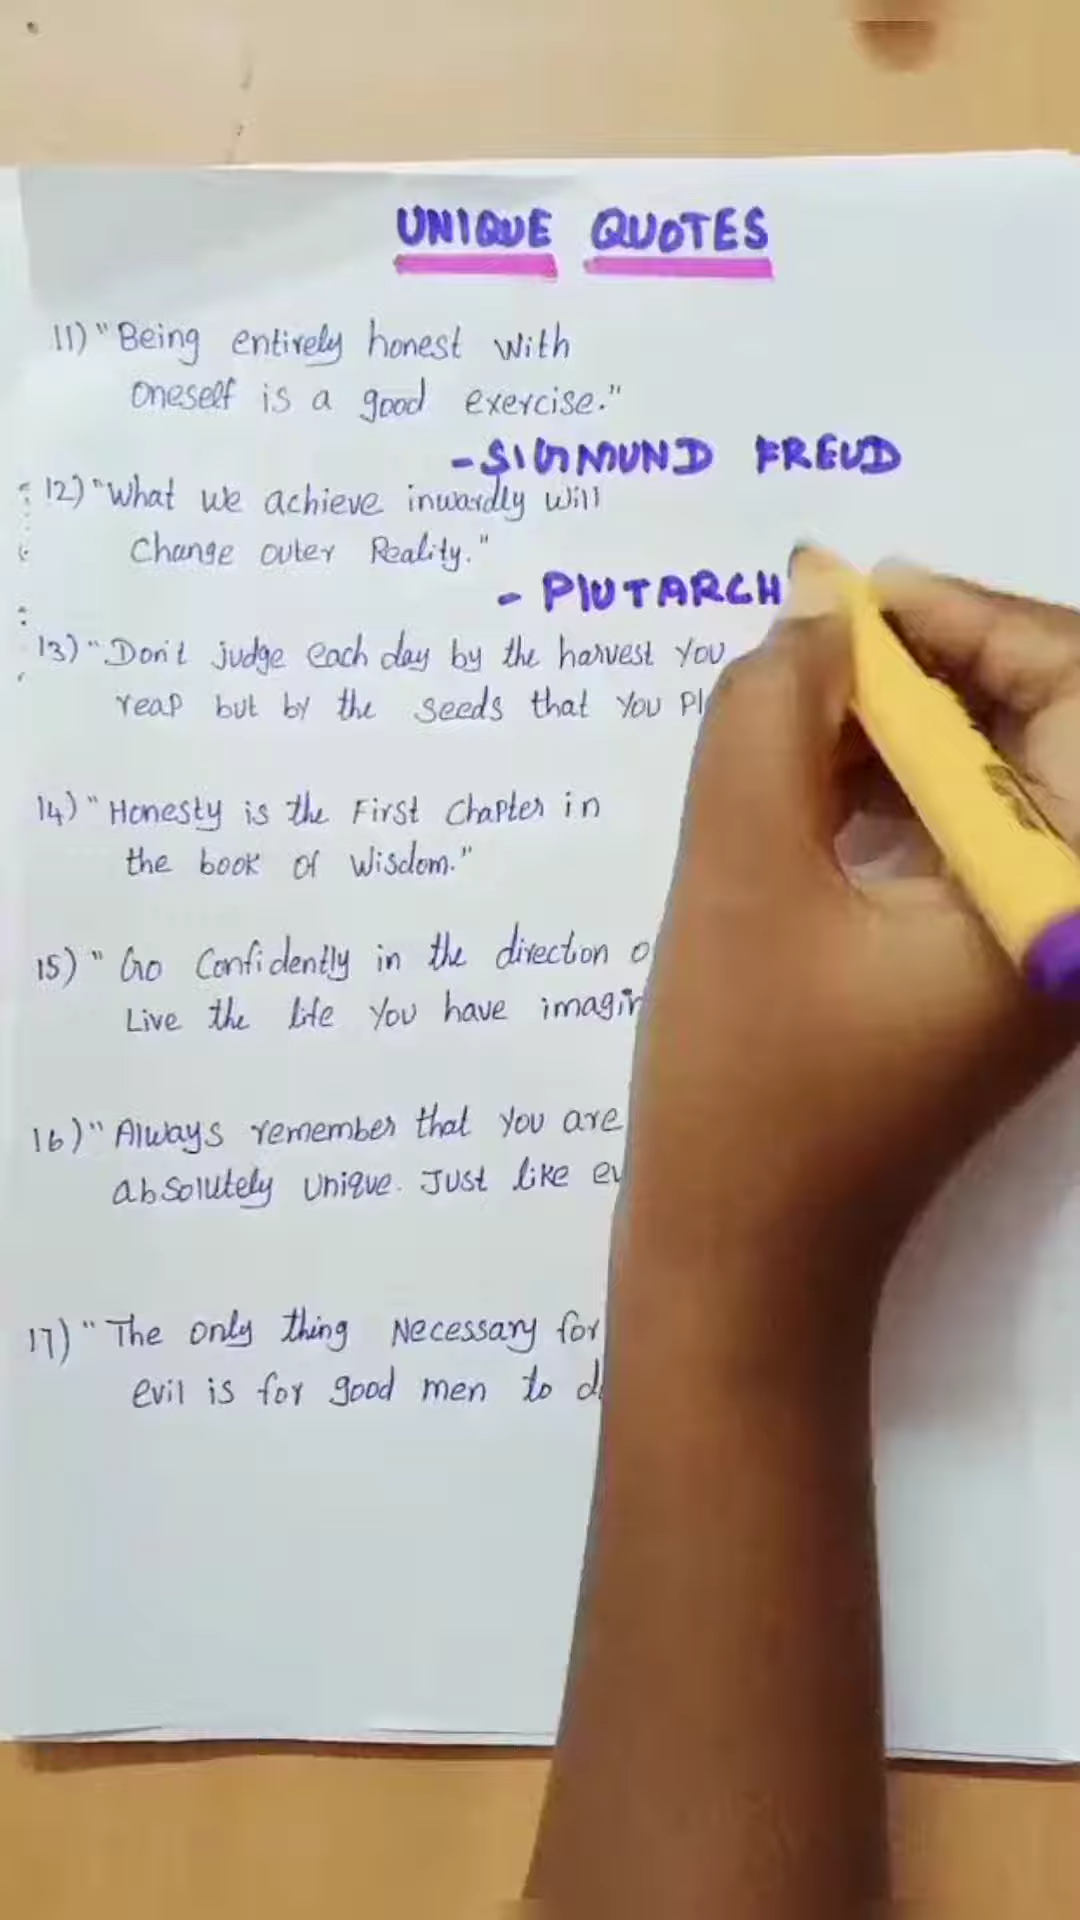 UNIQUE QUOTES
11) "Being entirely honest with
oneself is a good exercise."
-SIGMUND FREUD
12) "What we achieve inwardly will
Change outer Reality."
- PlUTARCH
13) "Don't judge each day by the harvest you
reap but by the seeds that you Pl
14) "Honesty is the First Chapter in
the book of Wisdom."
15) "Go Confidently in the direction o
Live the life you have imagin
16) "Always remember that you are
absolutely unique. Just like ev
17) "The only thing Necessary for
evil is for good men to d